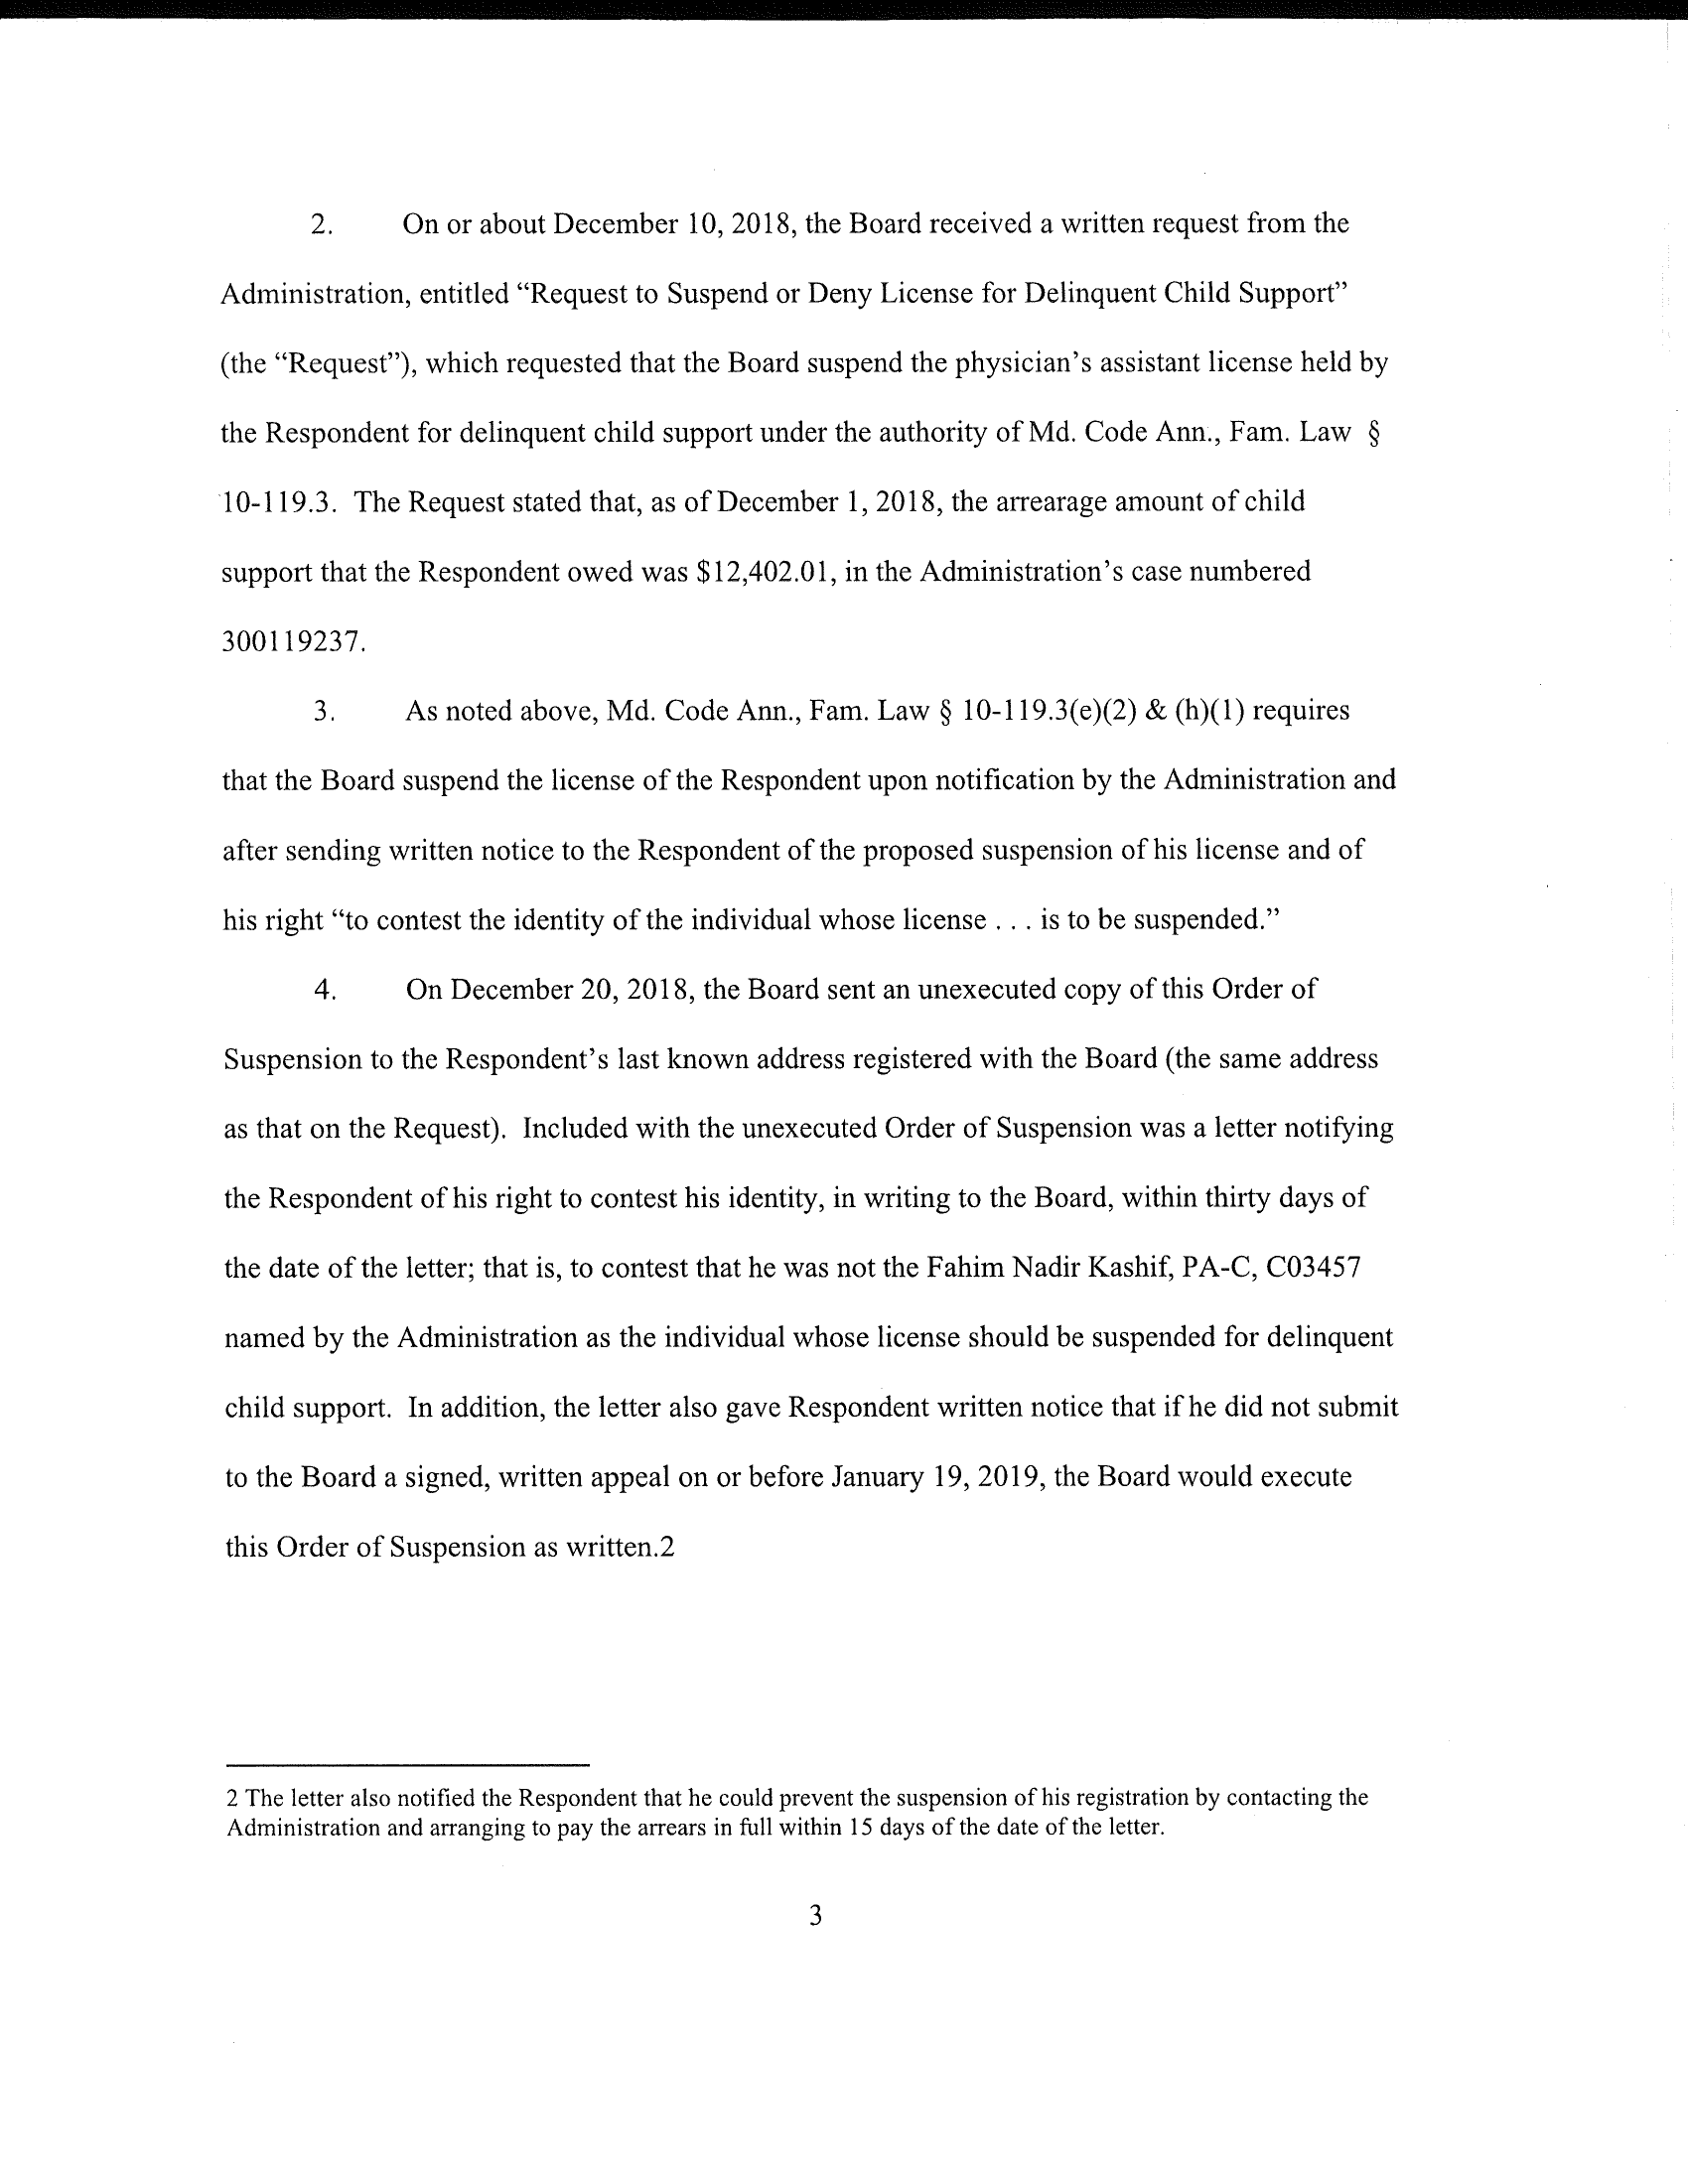 2. On or about December 10, 2018, the Board received a written request from the
Administration, entitled “Request to Suspend or Deny License for Delinquent Child Support”
(the “Request”), which requested that the Board suspend the physician’s assistant license held by
the Respondent for delinquent child support under the authority of Md. Code Ann., Fam. Law §
10-119.3. The Request stated that, as of December 1, 2018, the arrearage amount of child
support that the Respondent owed was $12,402.01, in the Administration’s case numbered
300119237.
3. As noted above, Md. Code Ann., Fam. Law § 10-119.3(e)(2) & (h)(1) requires
that the Board suspend the license of the Respondent upon notification by the Administration and
after sending written notice to the Respondent of the proposed suspension of his license and of
his right “to contest the identity of the individual whose license . . . is to be suspended.”
4. On December 20, 2018, the Board sent an unexecuted copy of this Order of
Suspension to the Respondent’s last known address registered with the Board (the same address
as that on the Request). Included with the unexecuted Order of Suspension was a letter notifying
the Respondent of his right to contest his identity, in writing to the Board, within thirty days of
the date of the letter; that is, to contest that he was not the Fahim Nadir Kashif, PA-C, C03457
named by the Administration as the individual whose license should be suspended for delinquent
child support. In addition, the letter also gave Respondent written notice that if he did not submit
to the Board a signed, written appeal on or before January 19, 2019, the Board would execute
this Order of Suspension as written.2
2 The letter also notified the Respondent that he could prevent the suspension of his registration by contacting the
Administration and arranging to pay the arrears in full within 15 days of the date of the letter.
3